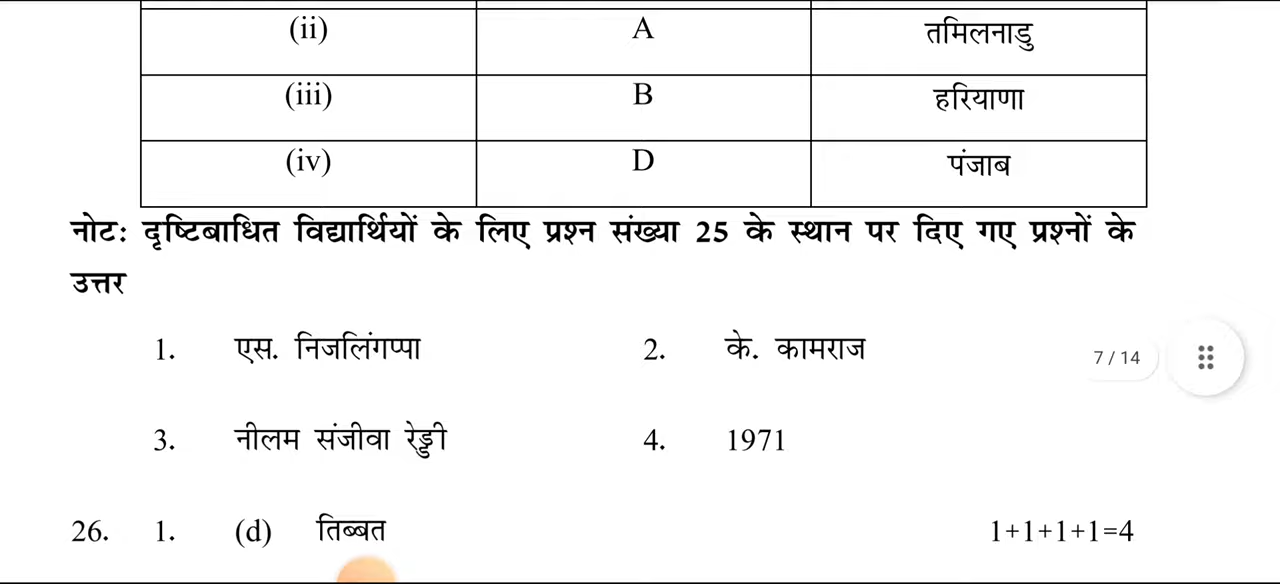 (ii) A तमिलनाडु
(iii) B हरियाणा
(iv) D पंजाब
नोटः दृष्टिबाधित विद्यार्थियों के लिए प्रश्न संख्या 25 के स्थान पर दिए गए प्रश्नों के
उत्तर
1. एस. निजलिंगप्पा 2. के. कामराज
7 / 14
3. नीलम संजीवा रेड्डी 4. 1971
26. 1. (d) तिब्बत 1+1+1+1=4